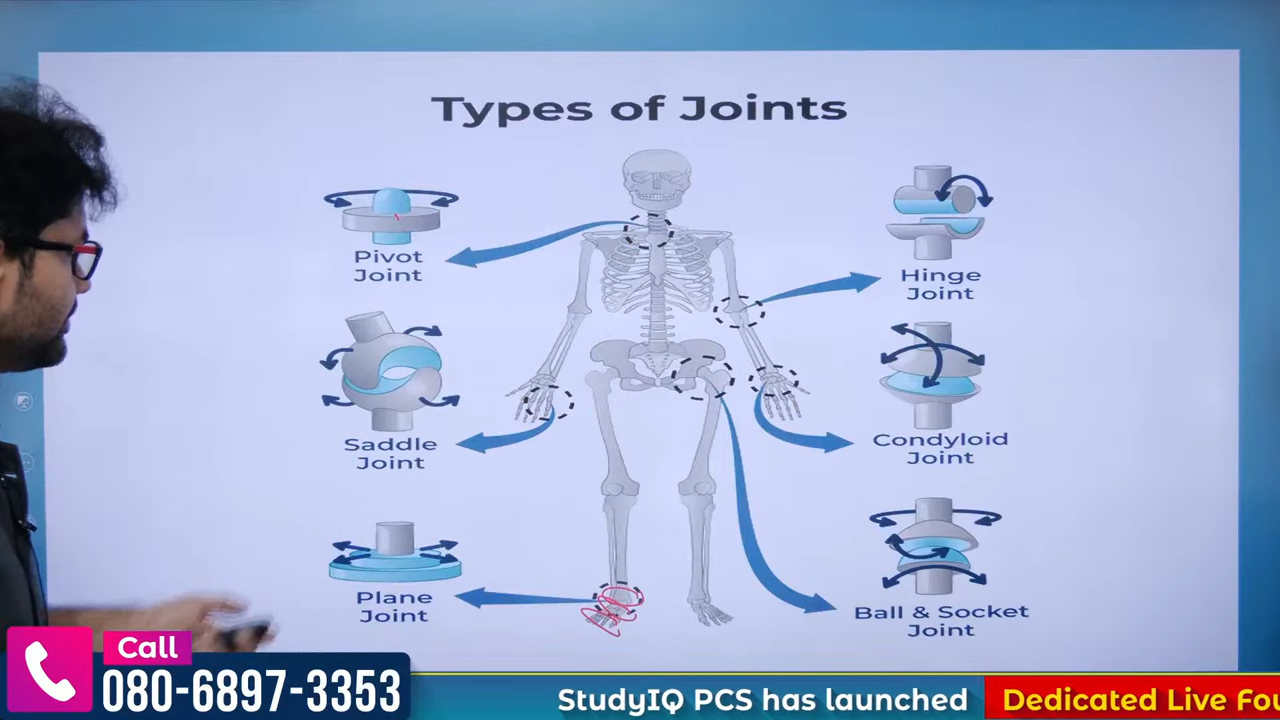 Types of Joints
Pivot
Joint
Hinge
Joint
Saddle
Joint
Condyloid
Joint
Plane
Joint
Ball & Socket
Joint
Call
080-6897-3353
StudyIQ PCS has launched
Dedicated Live